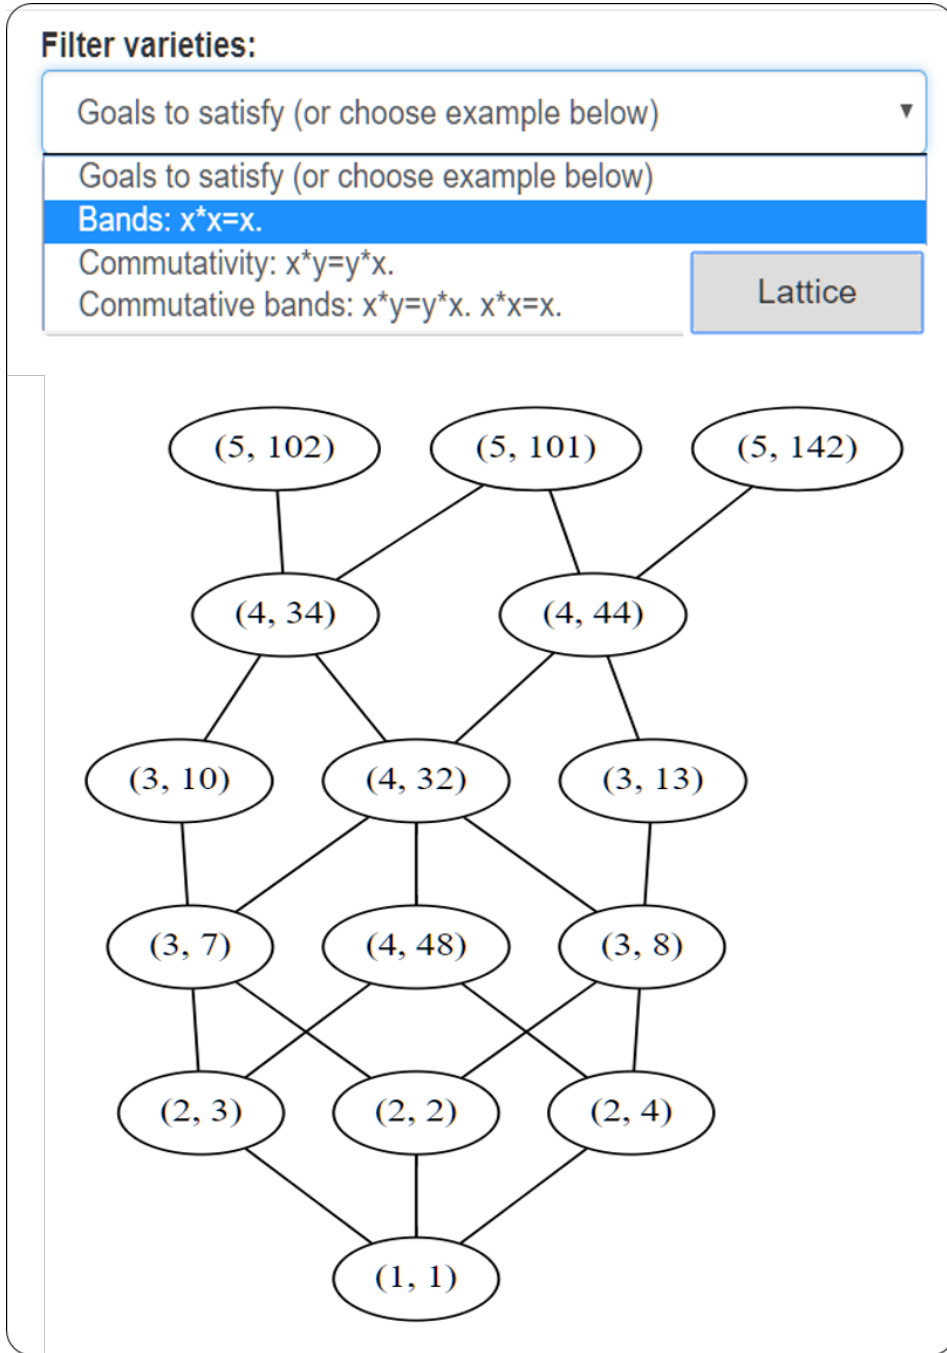 Filter varieties:
Goals to satisfy (or choose example below) ▼
Goals to satisfy (or choose example below)
Bands: x*x=x.
Commutativity: x*y=y*x.
Commutative bands: x*y=y*x. x*x=x.
Lattice
(5, 102) (5, 101) (5, 142)
(4, 34) (4, 44)
(3, 10) (4, 32) (3, 13)
(3, 7) (4, 48) (3, 8)
(2, 3) (2, 2) (2, 4)
(1, 1)